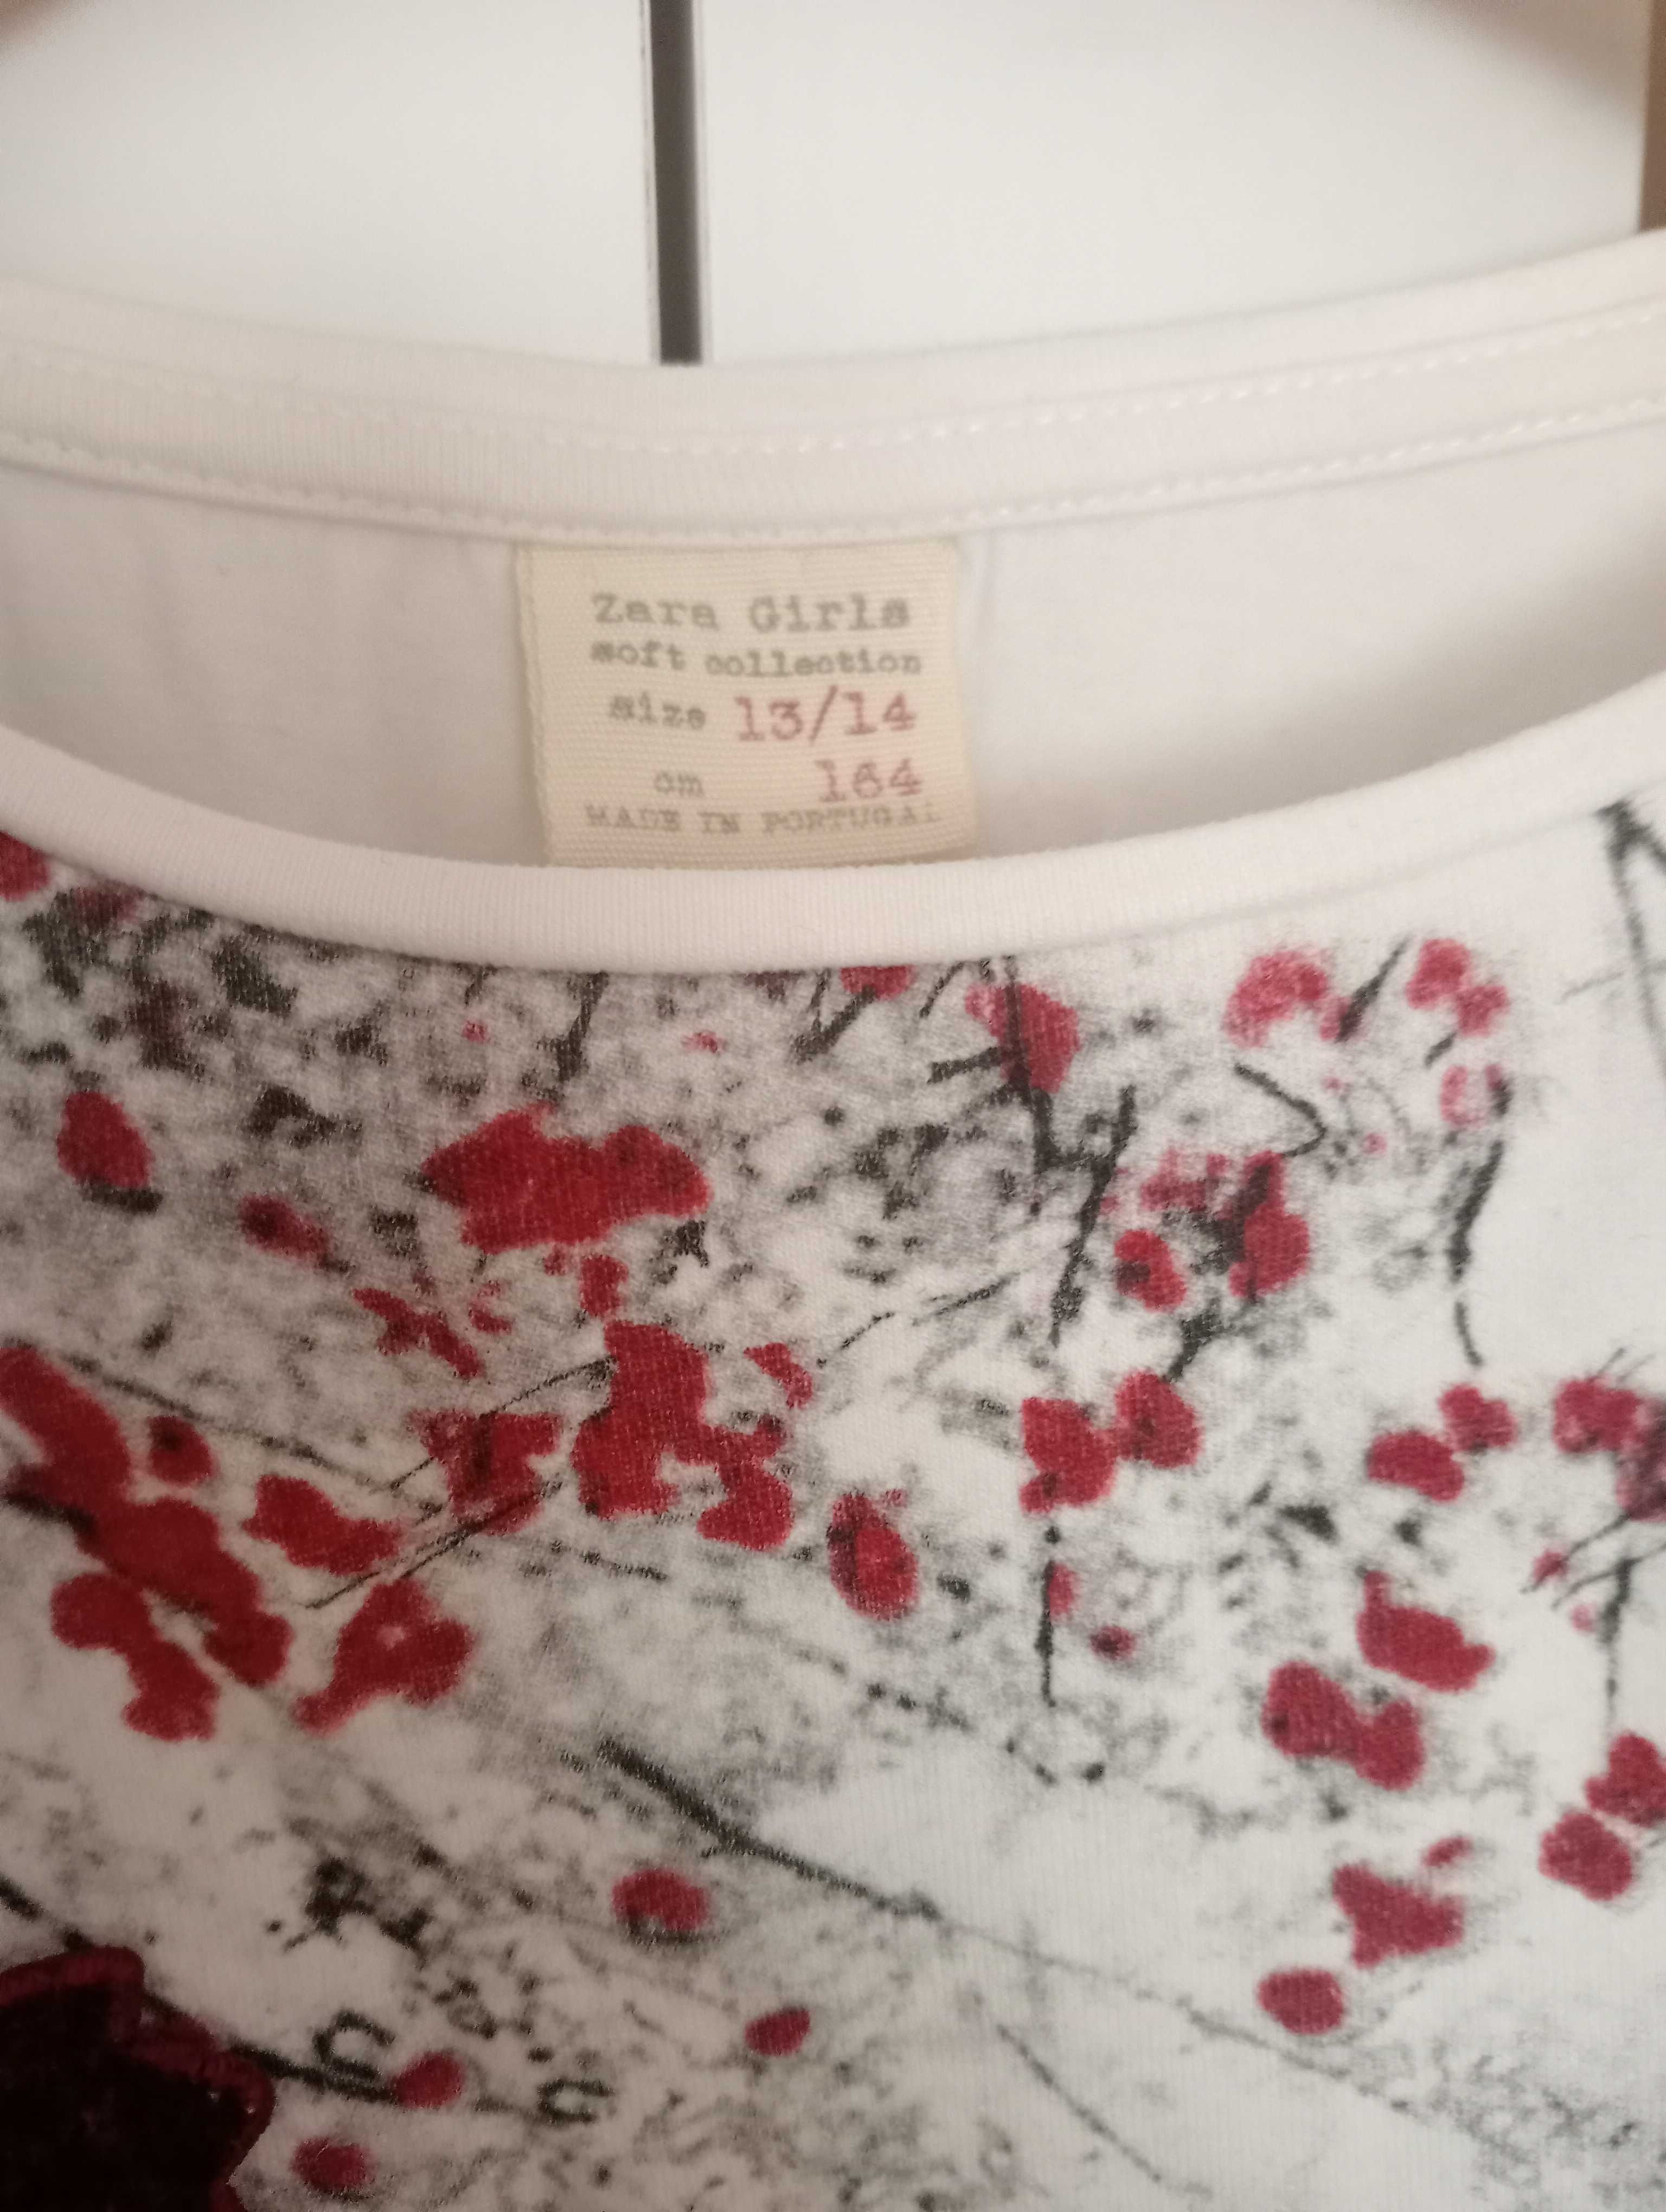 Zara Girls
soft collection
size 13/14
cm 164
MADE IN PORTUGAL